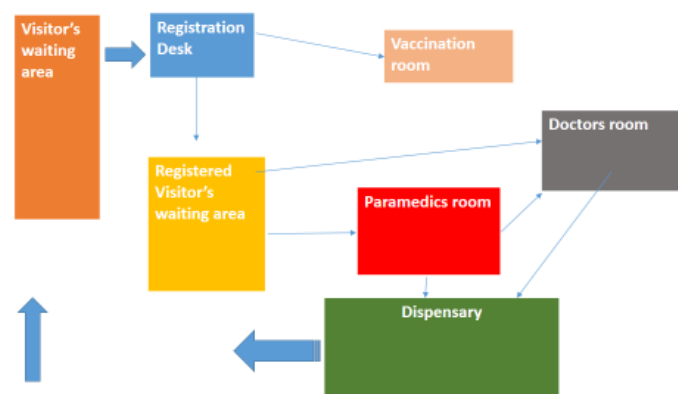 Visitor's
waiting
area
Registration
Desk
Vaccination
room
Doctors room
Registered
Visitor's
waiting area
Paramedics room
Dispensary